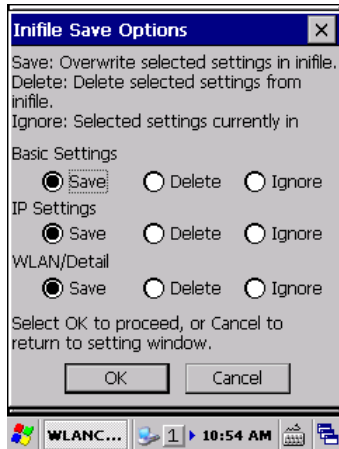 Inifile Save Options
Save: Overwrite selected settings in inifile.
Delete: Delete selected settings from
inifile.
Ignore: Selected settings currently in
Basic Settings
Save Delete Ignore
IP Settings
Save Delete Ignore
WLAN/Detail
Save Delete Ignore
Select OK to proceed, or Cancel to
return to setting window.
OK Cancel
WLANC... 1 10:54 AM